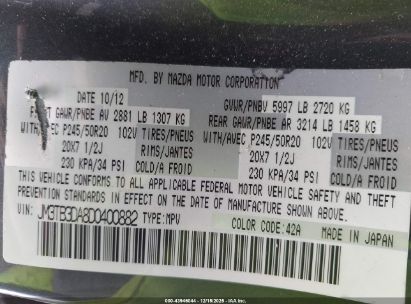 MFD. BY MAZDA MOTOR CORPORATION
DATE 10/12 GVWR/PNBV 5997 LB 2720 KG
GAWR/PNBE AV 2881 LB 1307 KG REAR GAWR/PNBE AR 3214 LB 1458 KG
WITH/AVEC P245/50R20 102V TIRES/PNEUS WITH/AVEC P245/50R20 102V TIRES/PNEUS
20X7 1/2J RIMS/JANTES 20X7 1/2J RIMS/JANTES
230 KPA/34 PSI COLD/A FROID 230 KPA/34 PSI COLD/A FROID
THIS VEHICLE CONFORMS TO ALL APPLICABLE FEDERAL MOTOR VEHICLE SAFETY AND THEFT
PREVENTION STANDARDS IN EFFECT ON THE DATE OF MANUFACTURE SHOWN ABOVE.
VIN: JM3TB3DA8D0400882 TYPE: MPV
COLOR CODE: 42A
MADE IN JAPAN